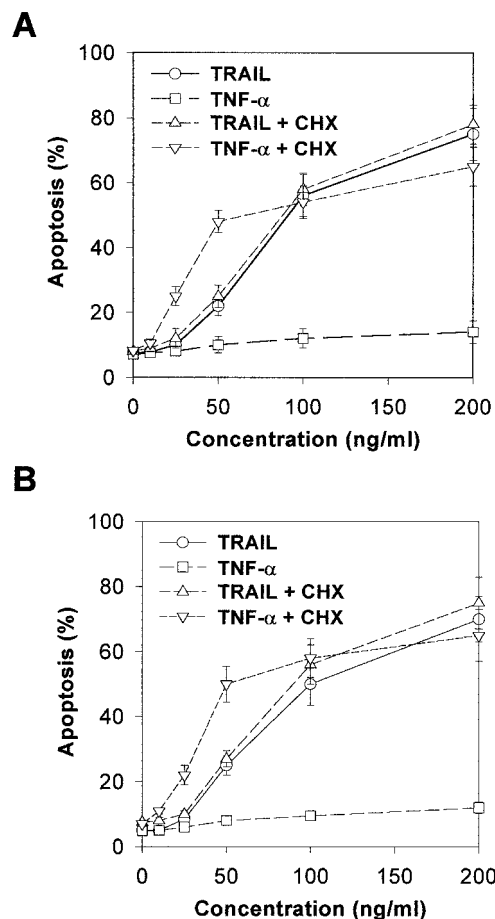 A
100
80
60
40
20
0
Apoptosis (%)
TRAIL
TNF-α
TRAIL + CHX
TNF-α + CHX
0 50 100 150 200
Concentration (ng/ml)
B
100
80
60
40
20
0
Apoptosis (%)
TRAIL
TNF-α
TRAIL + CHX
TNF-α + CHX
0 50 100 150 200
Concentration (ng/ml)